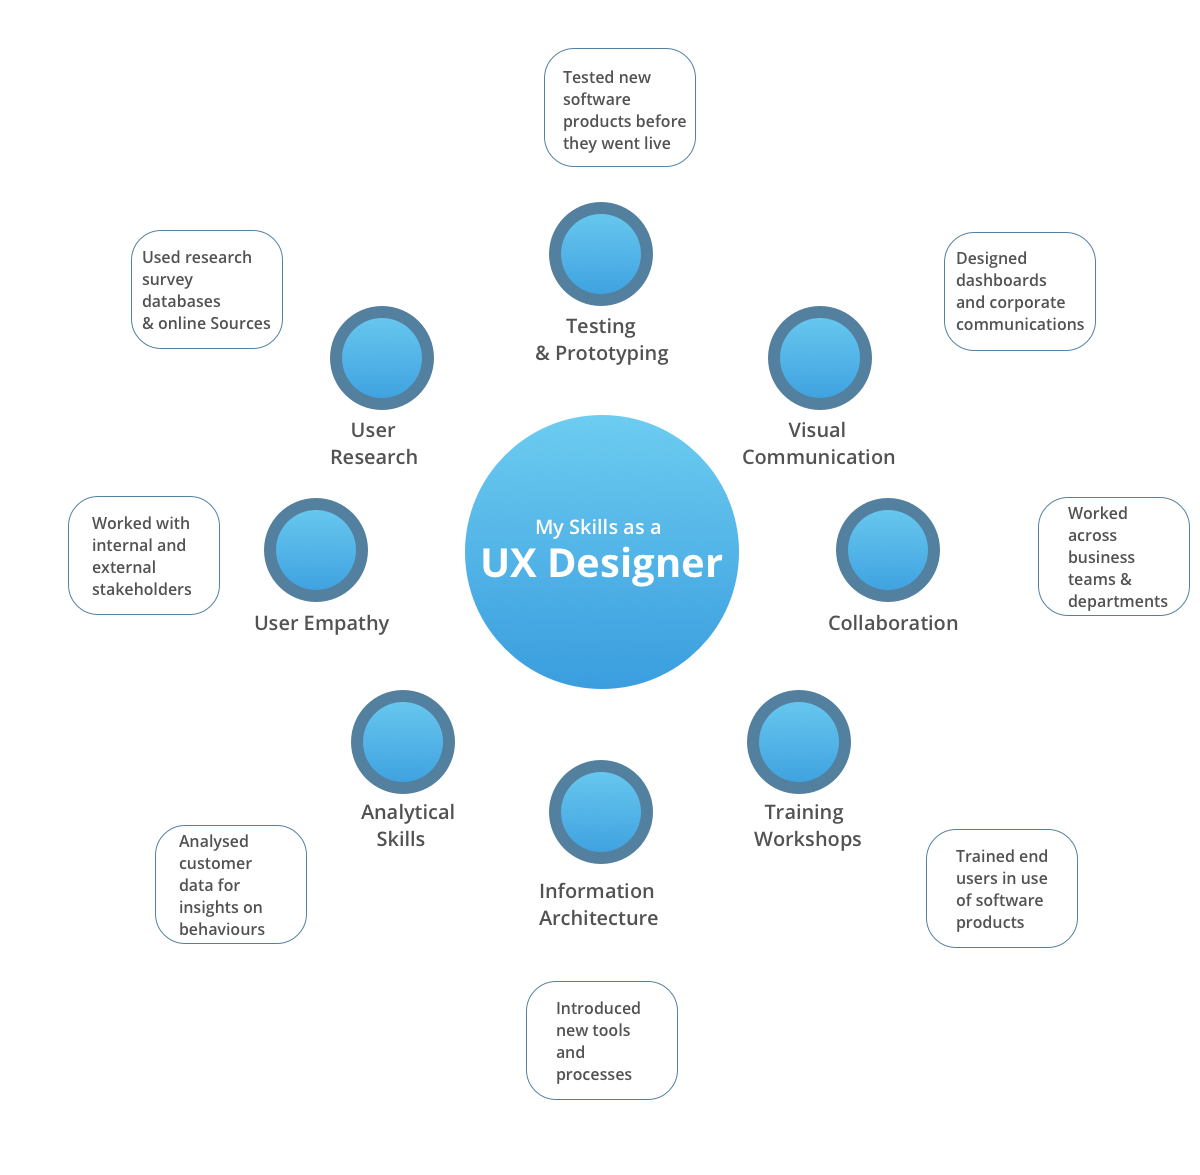 Tested new
software
products before
they went live
Testing
& Prototyping
Used research
survey
databases
& online Sources
User
Research
Designed
dashboards
and corporate
communications
Visual
Communication
Worked with
internal and
external
stakeholders
User Empathy
My Skills as a
UX Designer
Collaboration
Worked
across
business
teams &
departments
Analytical
Skills
Analysed
customer
data for
insights on
behaviours
Information
Architecture
Introduced
new tools
and
processes
Training
Workshops
Trained end
users in use
of software
products